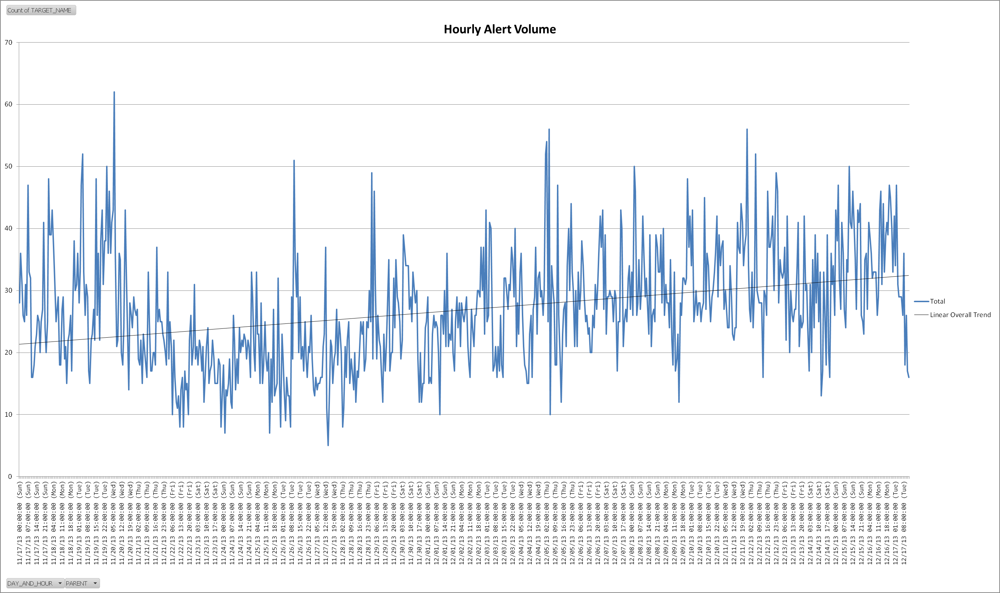 Count of TARGET_NAME
Hourly Alert Volume
70
60
50
40
30
20
10
0
Total
Linear Overall Trend
11/17/13 00:00:00 (Sun)
11/17/13 07:00:00 (Sun)
11/17/13 14:00:00 (Sun)
11/17/13 21:00:00 (Sun)
11/18/13 04:00:00 (Mon)
11/18/13 11:00:00 (Mon)
11/18/13 18:00:00 (Mon)
11/19/13 01:00:00 (Tue)
11/19/13 08:00:00 (Tue)
11/19/13 15:00:00 (Tue)
11/19/13 22:00:00 (Tue)
11/20/13 05:00:00 (Wed)
11/20/13 12:00:00 (Wed)
11/20/13 19:00:00 (Wed)
11/21/13 02:00:00 (Thu)
11/21/13 09:00:00 (Thu)
11/21/13 16:00:00 (Thu)
11/21/13 23:00:00 (Thu)
11/22/13 06:00:00 (Fri)
11/22/13 13:00:00 (Fri)
11/22/13 20:00:00 (Fri)
11/23/13 03:00:00 (Sat)
11/23/13 10:00:00 (Sat)
11/23/13 17:00:00 (Sat)
11/24/13 00:00:00 (Sun)
11/24/13 07:00:00 (Sun)
11/24/13 14:00:00 (Sun)
11/24/13 21:00:00 (Sun)
11/25/13 04:00:00 (Mon)
11/25/13 11:00:00 (Mon)
11/25/13 18:00:00 (Mon)
11/26/13 01:00:00 (Tue)
11/26/13 08:00:00 (Tue)
11/26/13 15:00:00 (Tue)
11/26/13 22:00:00 (Tue)
11/27/13 05:00:00 (Wed)
11/27/13 12:00:00 (Wed)
11/27/13 19:00:00 (Wed)
11/28/13 02:00:00 (Thu)
11/28/13 09:00:00 (Thu)
11/28/13 16:00:00 (Thu)
11/28/13 23:00:00 (Thu)
11/29/13 06:00:00 (Fri)
11/29/13 13:00:00 (Fri)
11/29/13 20:00:00 (Fri)
11/30/13 03:00:00 (Sat)
11/30/13 10:00:00 (Sat)
11/30/13 17:00:00 (Sat)
12/01/13 00:00:00 (Sun)
12/01/13 07:00:00 (Sun)
12/01/13 14:00:00 (Sun)
12/01/13 21:00:00 (Sun)
12/02/13 04:00:00 (Mon)
12/02/13 11:00:00 (Mon)
12/02/13 18:00:00 (Mon)
12/03/13 01:00:00 (Tue)
12/03/13 08:00:00 (Tue)
12/03/13 15:00:00 (Tue)
12/03/13 22:00:00 (Tue)
12/04/13 05:00:00 (Wed)
12/04/13 12:00:00 (Wed)
12/04/13 19:00:00 (Wed)
12/05/13 02:00:00 (Thu)
12/05/13 09:00:00 (Thu)
12/05/13 16:00:00 (Thu)
12/05/13 23:00:00 (Thu)
12/06/13 06:00:00 (Fri)
12/06/13 13:00:00 (Fri)
12/06/13 20:00:00 (Fri)
12/07/13 03:00:00 (Sat)
12/07/13 10:00:00 (Sat)
12/07/13 17:00:00 (Sat)
12/08/13 00:00:00 (Sun)
12/08/13 07:00:00 (Sun)
12/08/13 14:00:00 (Sun)
12/08/13 21:00:00 (Sun)
12/09/13 04:00:00 (Mon)
12/09/13 11:00:00 (Mon)
12/09/13 18:00:00 (Mon)
12/10/13 01:00:00 (Tue)
12/10/13 08:00:00 (Tue)
12/10/13 15:00:00 (Tue)
12/10/13 22:00:00 (Tue)
12/11/13 05:00:00 (Wed)
12/11/13 12:00:00 (Wed)
12/11/13 19:00:00 (Wed)
12/12/13 02:00:00 (Thu)
12/12/13 09:00:00 (Thu)
12/12/13 16:00:00 (Thu)
12/12/13 23:00:00 (Thu)
12/13/13 06:00:00 (Fri)
12/13/13 13:00:00 (Fri)
12/13/13 20:00:00 (Fri)
12/14/13 03:00:00 (Sat)
12/14/13 10:00:00 (Sat)
12/14/13 17:00:00 (Sat)
12/15/13 00:00:00 (Sun)
12/15/13 07:00:00 (Sun)
12/15/13 14:00:00 (Sun)
12/15/13 21:00:00 (Sun)
12/16/13 04:00:00 (Mon)
12/16/13 11:00:00 (Mon)
12/16/13 18:00:00 (Mon)
12/17/13 01:00:00 (Tue)
12/17/13 08:00:00 (Tue)
DAY_AND_HOUR PARENT